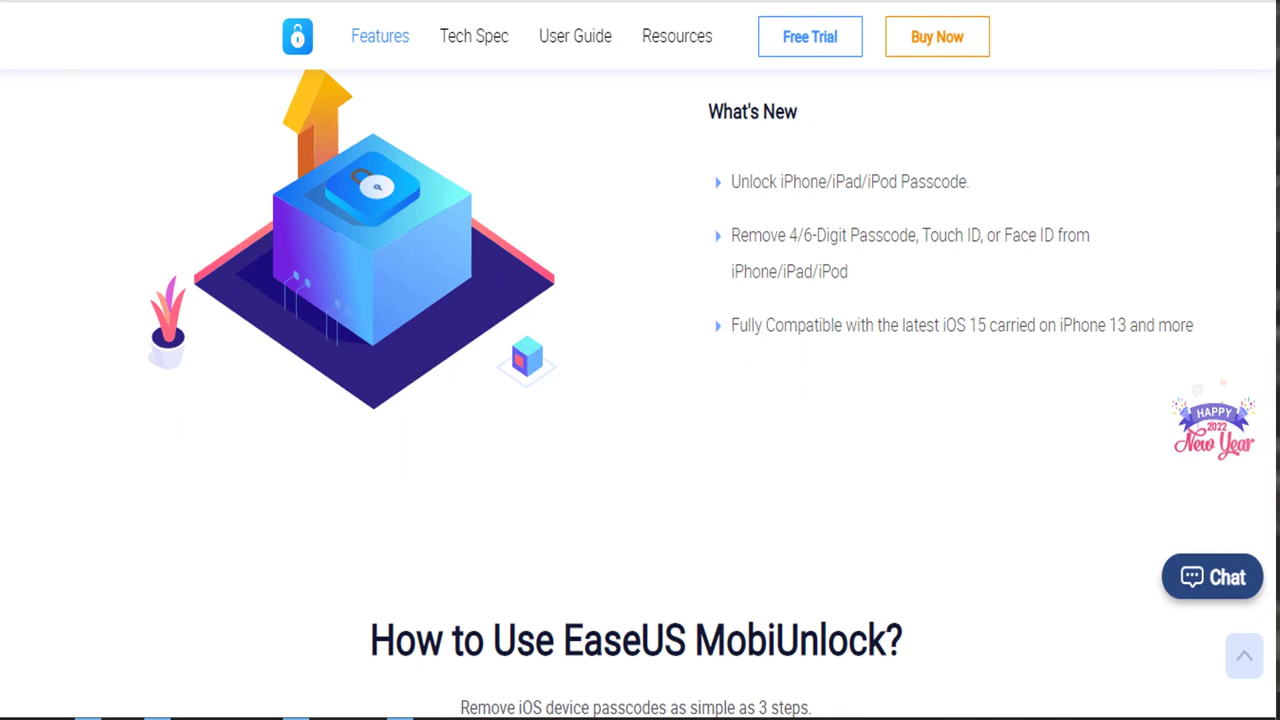 Features Tech Spec User Guide Resources Free Trial Buy Now
What's New
Unlock iPhone/iPad/iPod Passcode.
Remove 4/6-Digit Passcode, Touch ID, or Face ID from
iPhone/iPad/iPod
Fully Compatible with the latest iOS 15 carried on iPhone 13 and more
HAPPY
2022
New Year
Chat
How to Use EaseUS MobiUnlock?
Remove iOS device passcodes as simple as 3 steps.